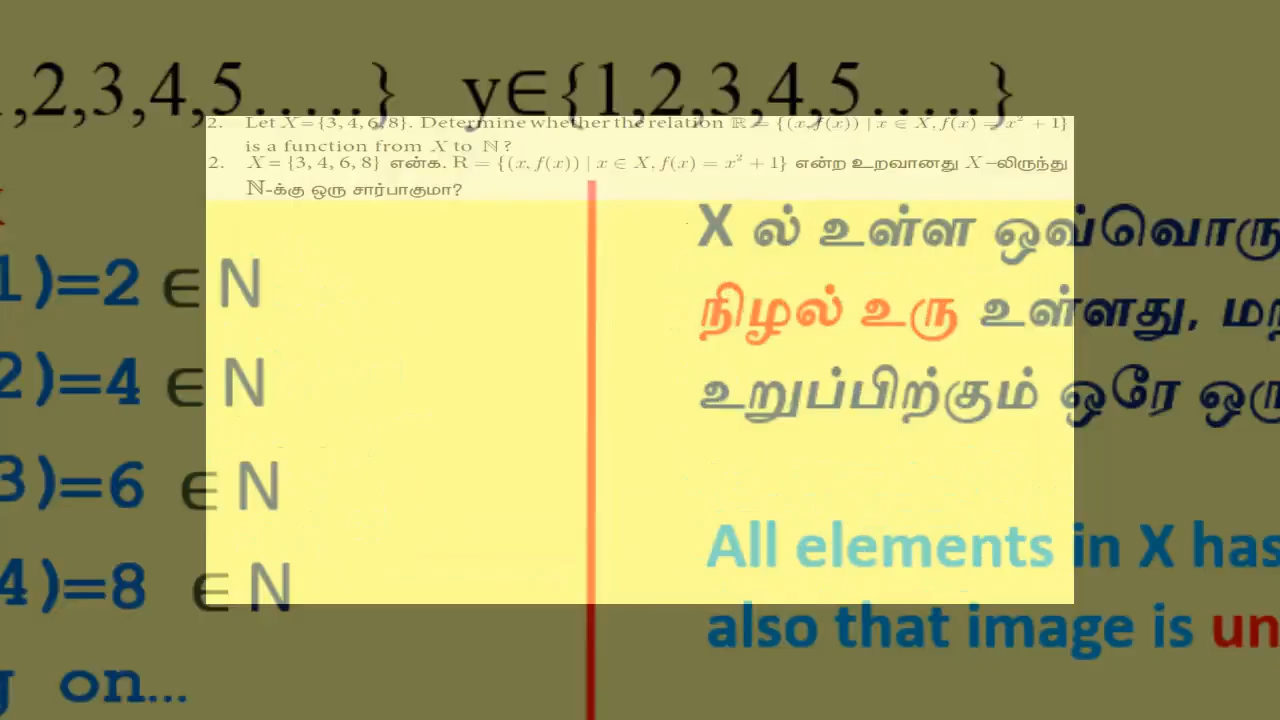 ,2,3,4,5.....} y∈{1,2,3,4,5.....}
2. Let X = {3, 4, 6, 8}. Determine whether the relation ℝ = {(x, f(x)) | x ∈ X, f(x) = x² + 1}
is a function from X to ℕ ?
2. X = {3, 4, 6, 8} என்க. R = {(x, f(x)) | x ∈ X, f(x) = x² + 1} என்ற உறவானது X –லிருந்து
ℕ-க்கு ஒரு சார்பாகுமா?
X ல் உள்ள ஒவ்வொரு
1)=2 ∈ N
நிழல் உரு உள்ளது,
2)=4 ∈ N
உறுப்பிற்கும் ஒரே
3)=6 ∈ N
All elements in X has
4)=8 ∈ N
also that image is un
on...